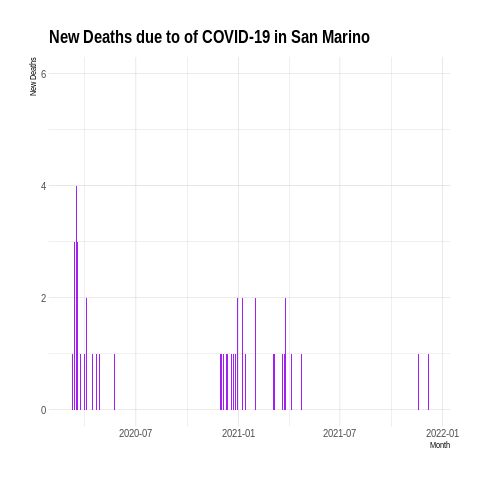 New Deaths due to of COVID-19 in San Marino
New Deaths
6
4
2
0
2020-07 2021-01 2021-07 2022-01
Month